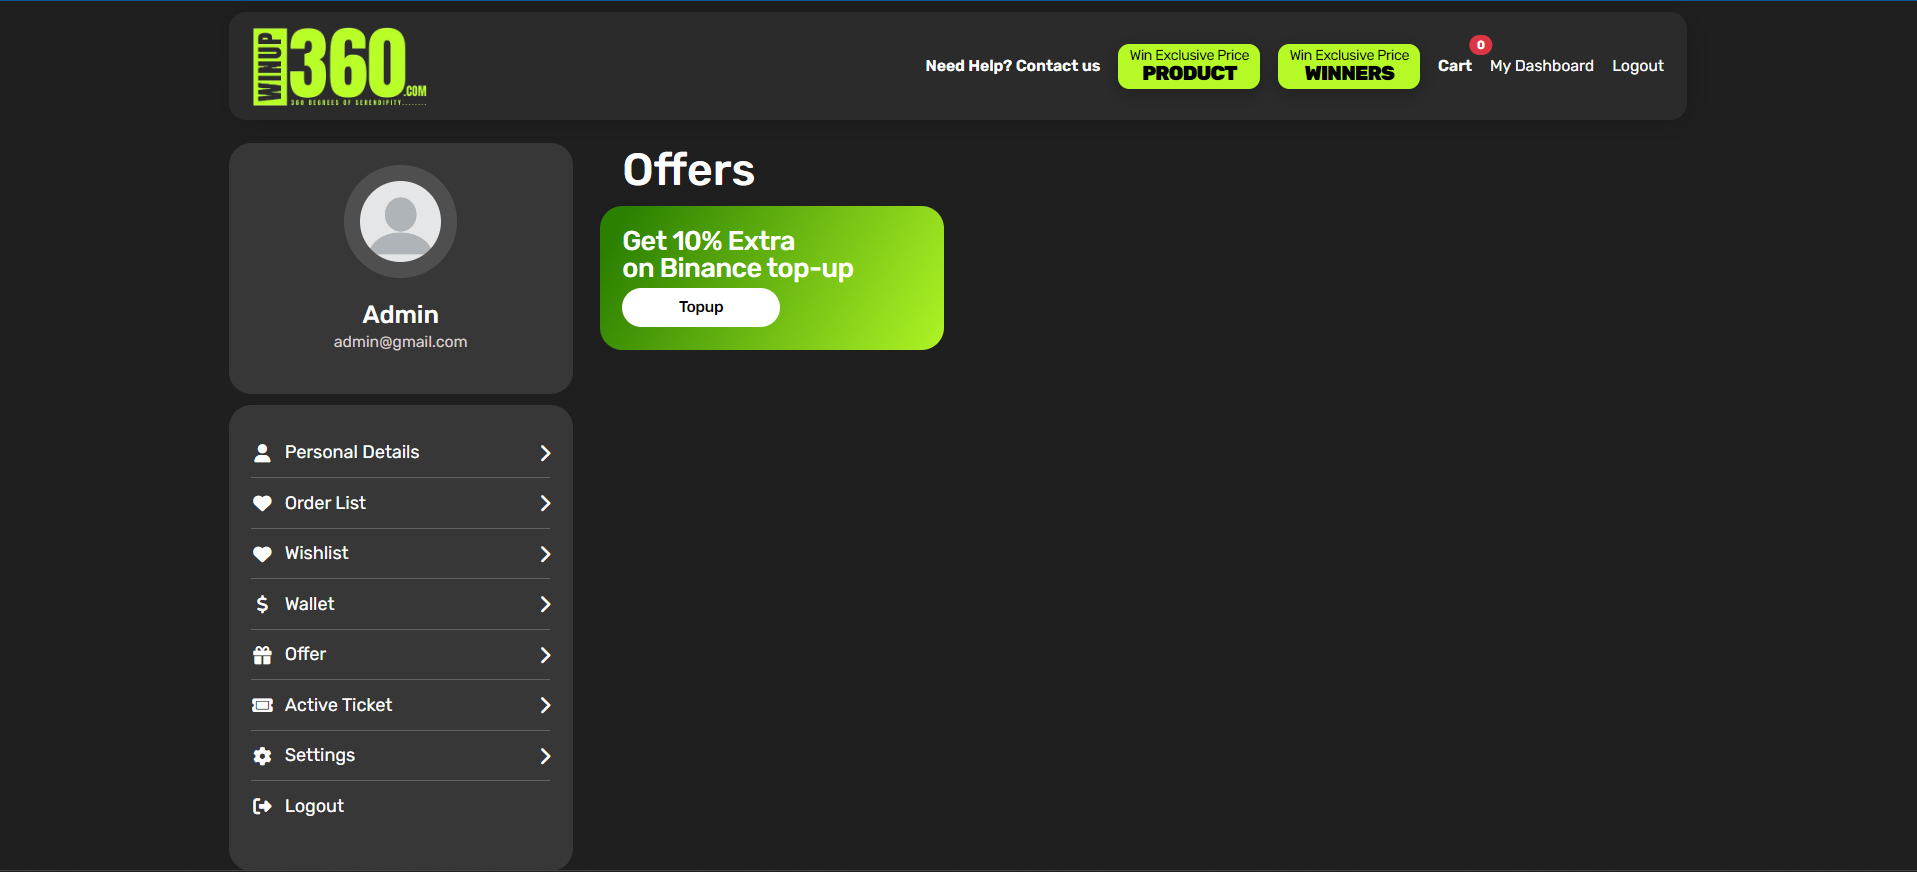 WINUP
360.COM
360 DEGREES OF SERENDIPITY........
Need Help? Contact us
Win Exclusive Price
PRODUCT
Win Exclusive Price
WINNERS
Cart
0
My Dashboard
Logout
Admin
admin@gmail.com
Personal Details
Order List
Wishlist
Wallet
Offer
Active Ticket
Settings
Logout
Offers
Get 10% Extra
on Binance top-up
Topup